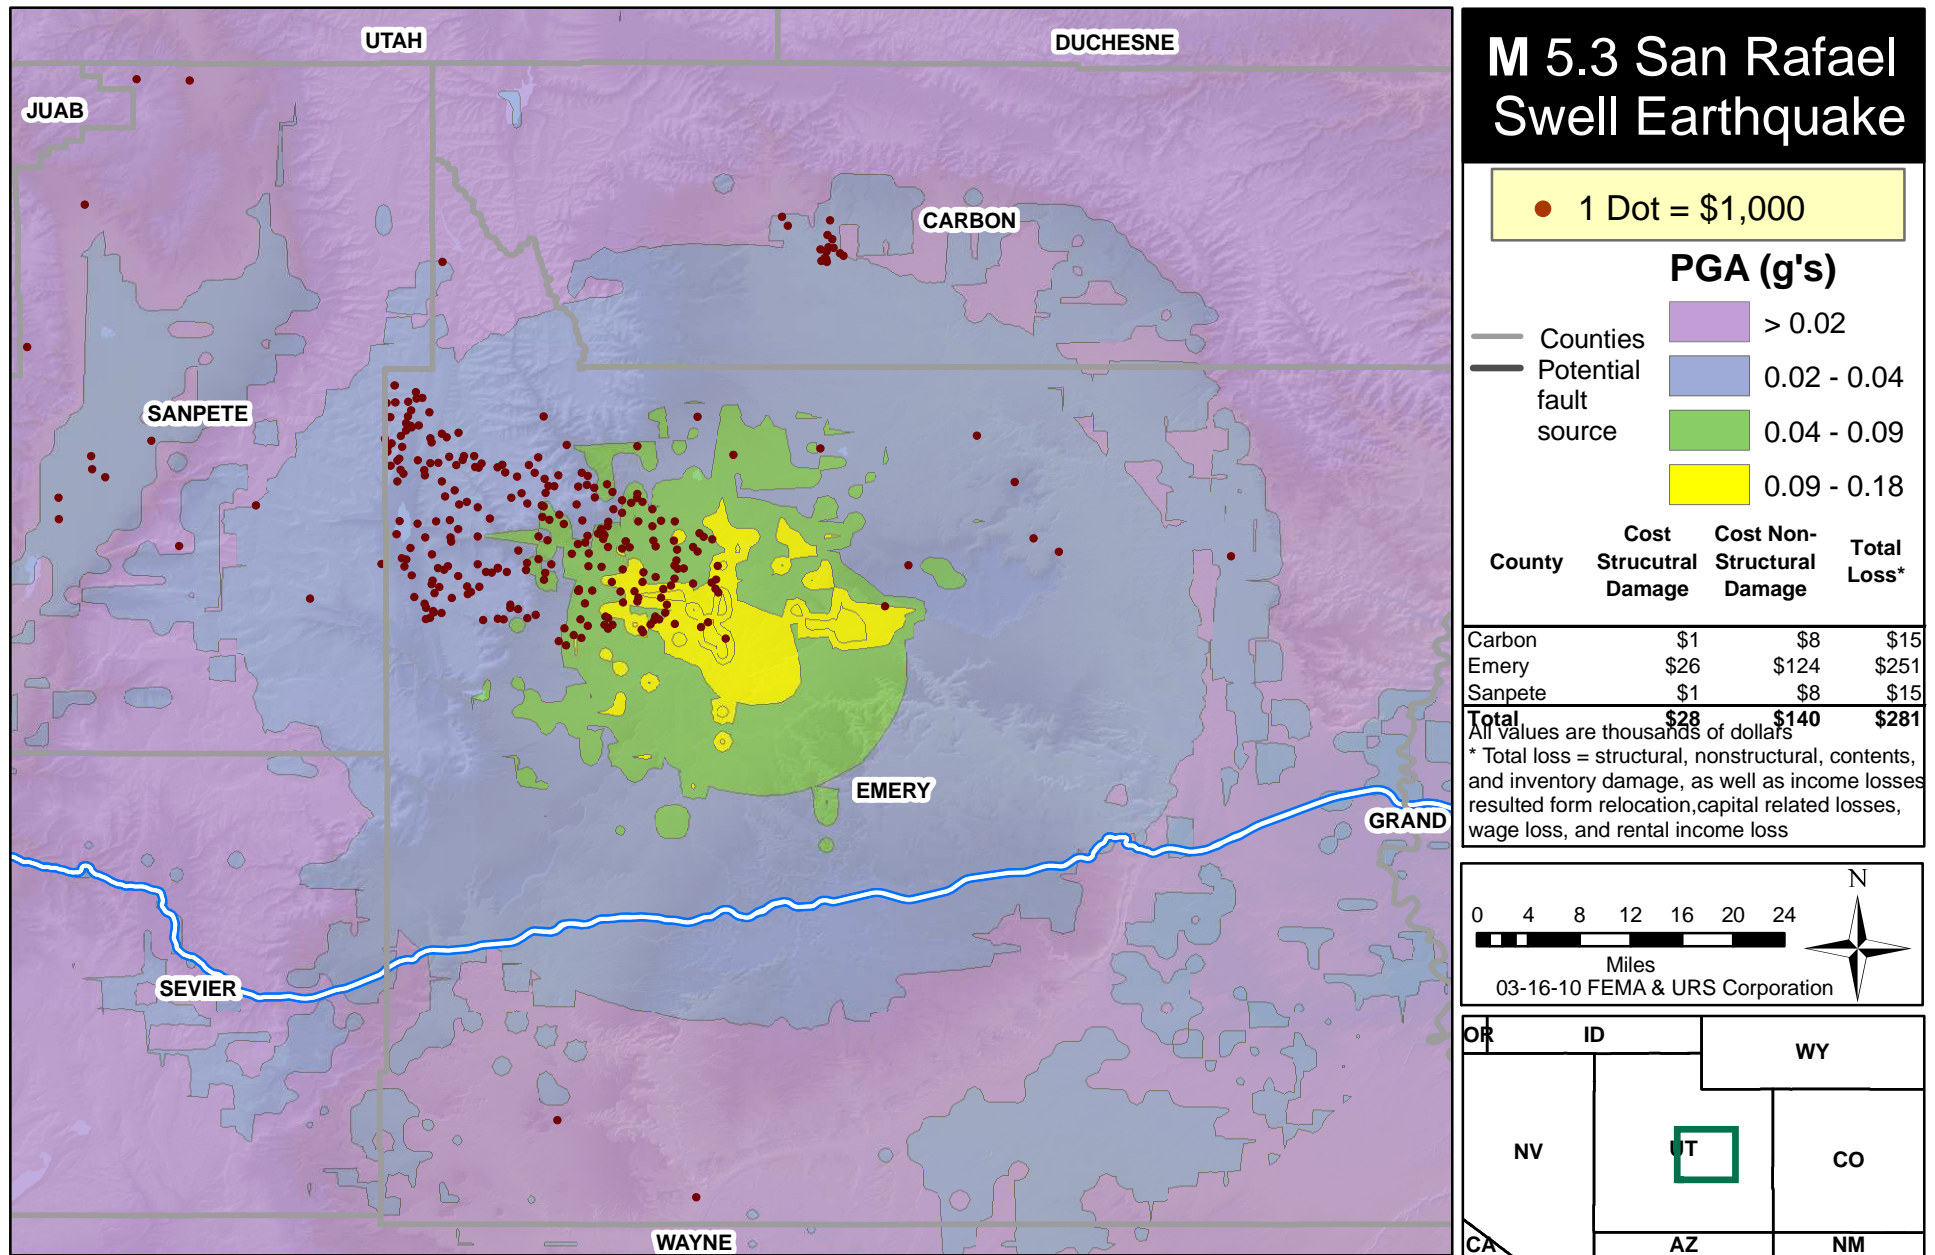 UTAH
DUCHESNE
JUAB
CARBON
SANPETE
EMERY
GRAND
SEVIER
WAYNE
M 5.3 San Rafael
Swell Earthquake
1 Dot = $1,000
PGA (g's)
> 0.02
0.02 - 0.04
0.04 - 0.09
0.09 - 0.18
Counties
Potential
fault
source
County Cost Strucutral Damage Cost Non-Structural Damage Total Loss*
Carbon $1 $8 $15
Emery $26 $124 $251
Sanpete $1 $8 $15
Total $28 $140 $281
All values are thousands of dollars
* Total loss = structural, nonstructural, contents,
and inventory damage, as well as income losses
resulted form relocation,capital related losses,
wage loss, and rental income loss
N
0 4 8 12 16 20 24
Miles
03-16-10 FEMA & URS Corporation
OR ID
WY
NV UT CO
CA AZ NM